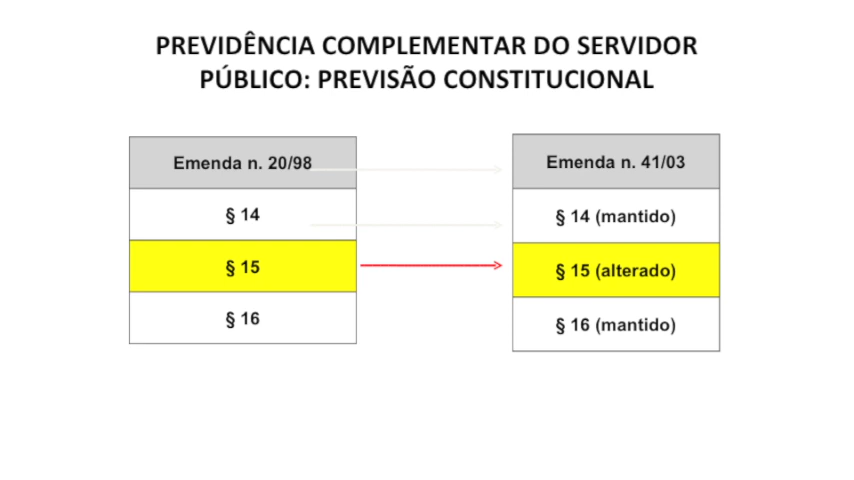 PREVIDÊNCIA COMPLEMENTAR DO SERVIDOR
PÚBLICO: PREVISÃO CONSTITUCIONAL
Emenda n. 20/98
§ 14
§ 15
§ 16
Emenda n. 41/03
§ 14 (mantido)
§ 15 (alterado)
§ 16 (mantido)